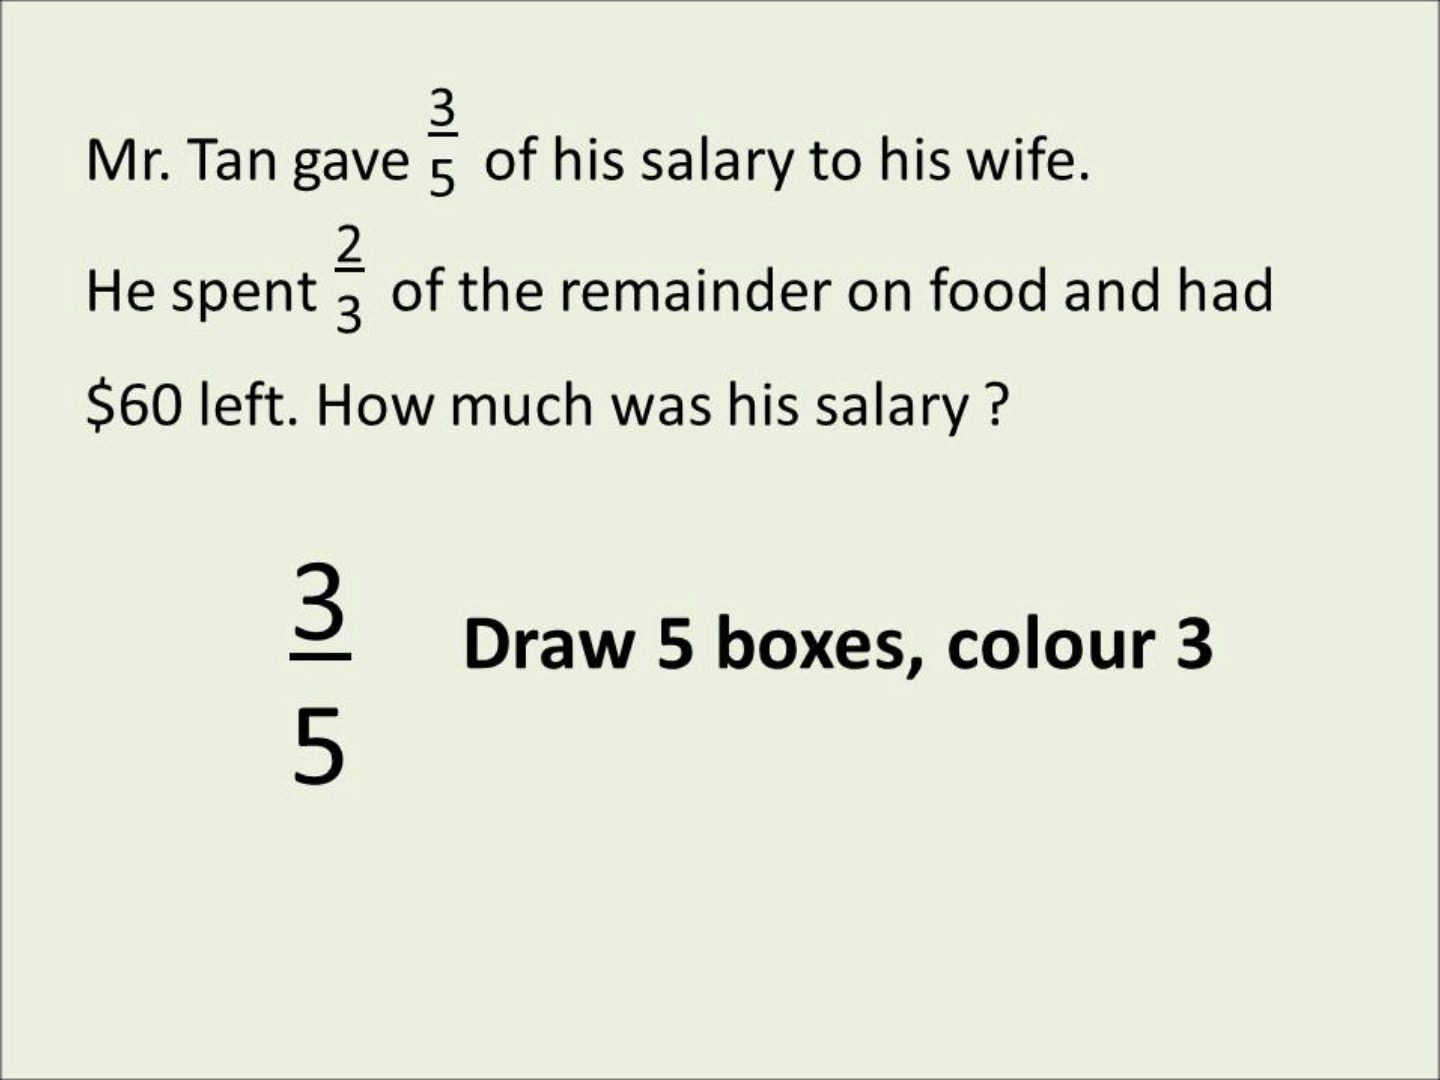 Mr. Tan gave 3/5 of his salary to his wife.
He spent 2/3 of the remainder on food and had
$60 left. How much was his salary ?
3/5 Draw 5 boxes, colour 3